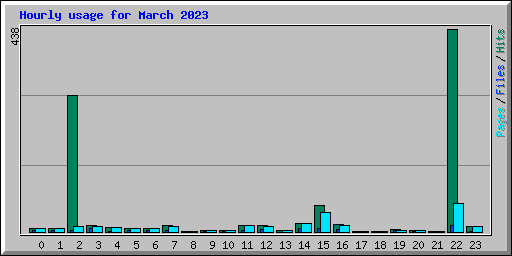 Hourly usage for March 2023
438
Pages/Files/Hits
0 1 2 3 4 5 6 7 8 9 10 11 12 13 14 15 16 17 18 19 20 21 22 23